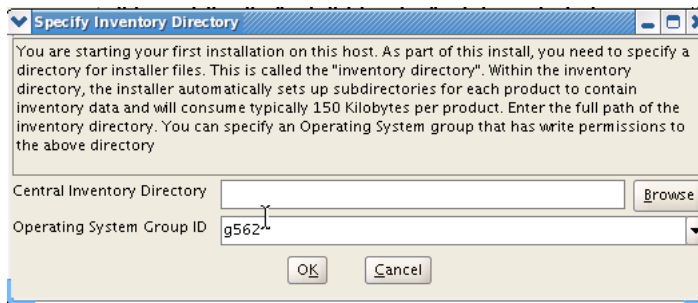 Specify Inventory Directory
You are starting your first installation on this host. As part of this install, you need to specify a
directory for installer files. This is called the "inventory directory". Within the inventory
directory, the installer automatically sets up subdirectories for each product to contain
inventory data and will consume typically 150 Kilobytes per product. Enter the full path of the
inventory directory. You can specify an Operating System group that has write permissions to
the above directory
Central Inventory Directory
Browse
Operating System Group ID
g562
OK
Cancel